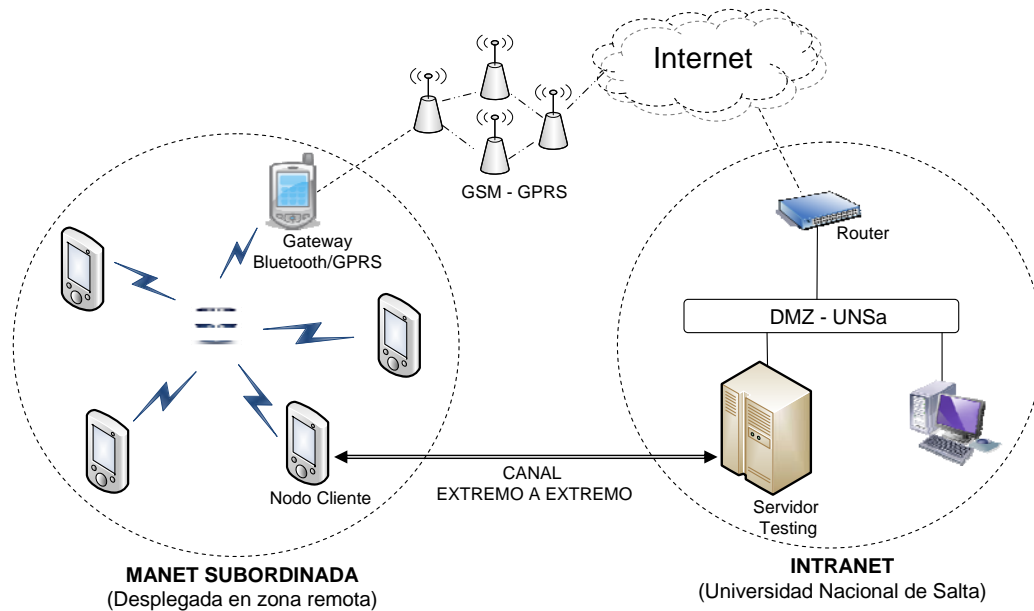 Internet
GSM - GPRS
Gateway
Bluetooth/GPRS
Router
DMZ - UNSa
Nodo Cliente
CANAL
EXTREMO A EXTREMO
Servidor
Testing
MANET SUBORDINADA
(Desplegada en zona remota)
INTRANET
(Universidad Nacional de Salta)